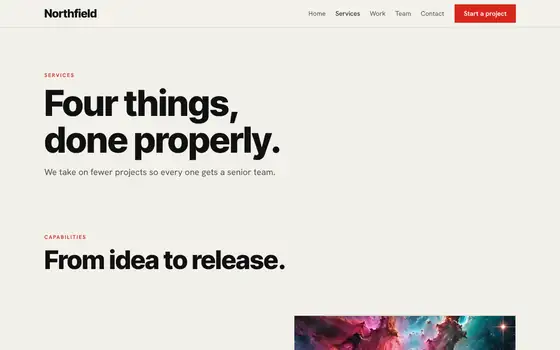 Northfield
Home Services Work Team Contact Start a project
SERVICES
Four things,
done properly.
We take on fewer projects so every one gets a senior team.
CAPABILITIES
From idea to release.